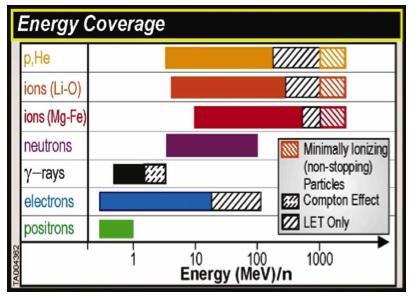 Energy Coverage
p,He
ions (Li-O)
ions (Mg-Fe)
neutrons
γ-rays
electrons
positrons
Minimally Ionizing
(non-stopping)
Particles
Compton Effect
LET Only
1 10 100 1000
Energy (MeV)/n
TA004362